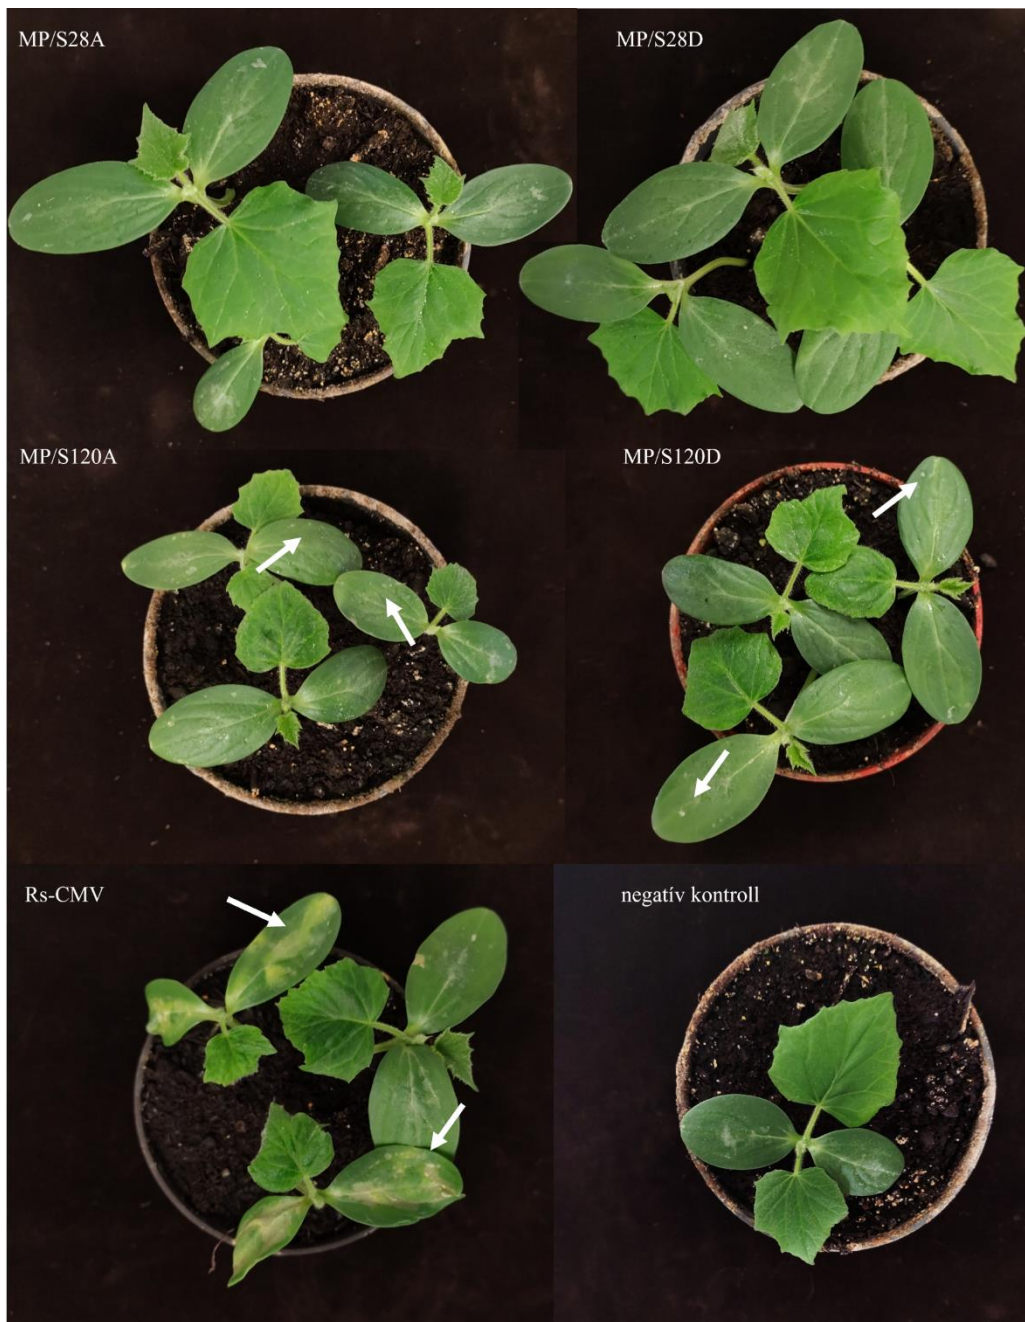 MP/S28A
MP/S28D
MP/S120A
MP/S120D
Rs-CMV
negatív kontroll